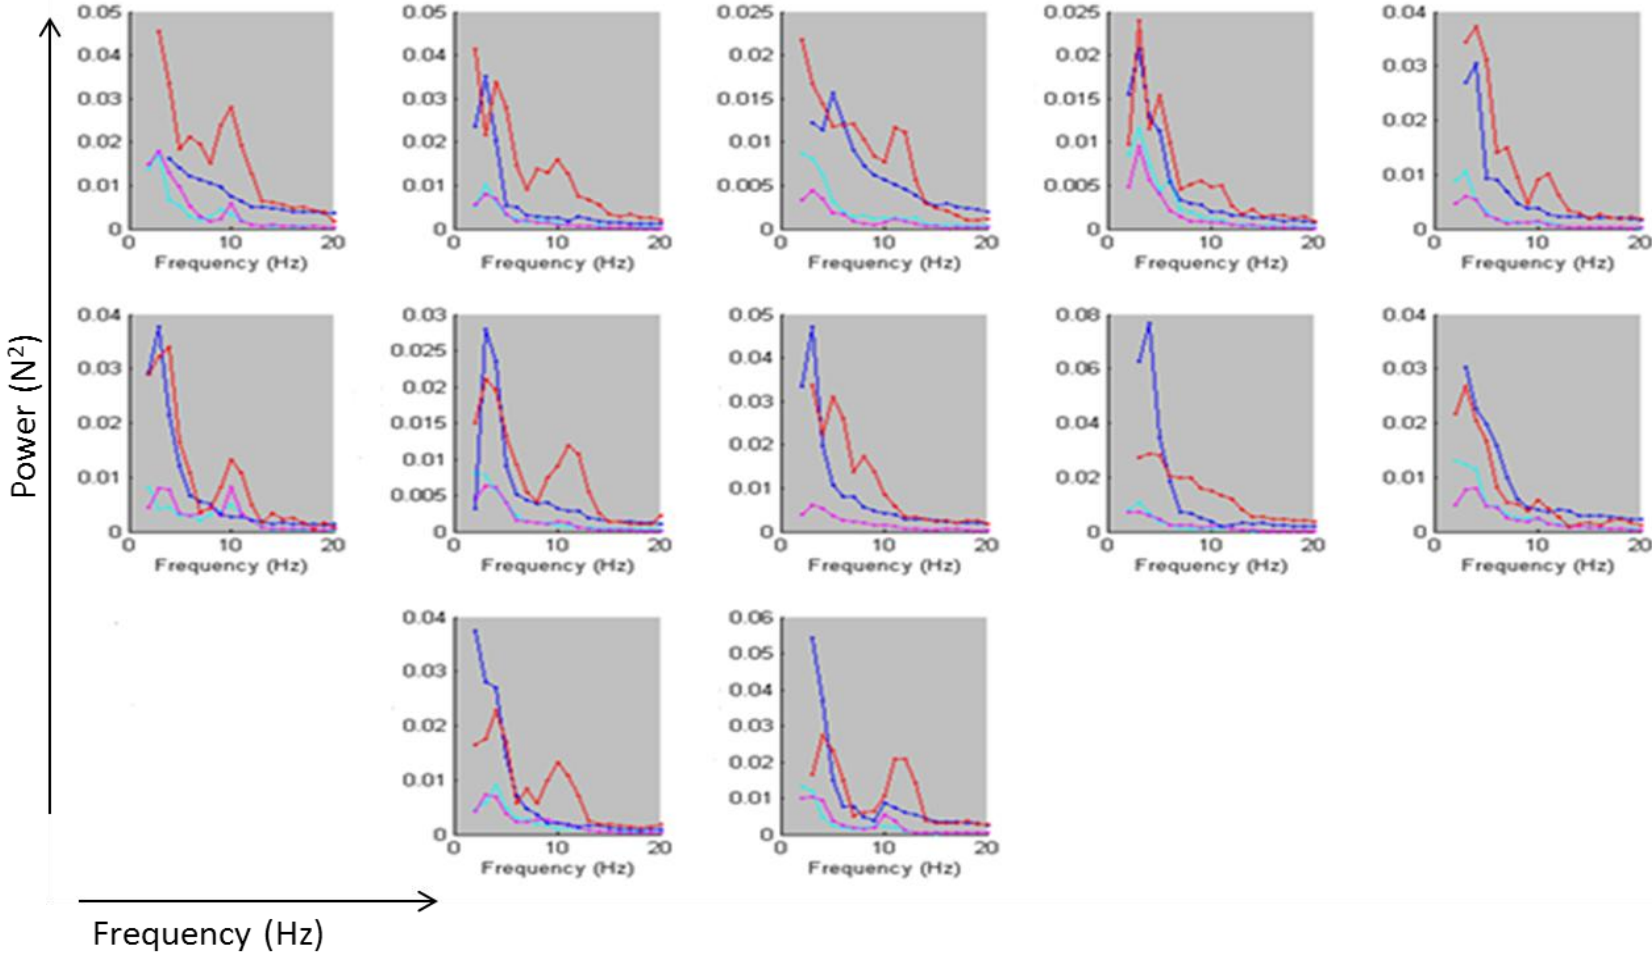 0.05 0.05 0.025 0.025 0.04
0.04 0.04 0.02 0.02 0.03
0.03 0.03 0.015 0.015
0.02 0.02 0.01 0.01 0.02
0.01 0.01 0.005 0.005 0.01
0 0 0 0 0
0 10 20 0 10 20 0 10 20 0 10 20 0 10 20
Frequency (Hz) Frequency (Hz) Frequency (Hz) Frequency (Hz) Frequency (Hz)
Power (N²)
0.04 0.03 0.05 0.08 0.04
0.03 0.025 0.04 0.06 0.03
0.02 0.02 0.03 0.04 0.02
0.015
0.01 0.01 0.02 0.02 0.01
0.005 0.01
0 0 0 0 0
0 10 20 0 10 20 0 10 20 0 10 20 0 10 20
Frequency (Hz) Frequency (Hz) Frequency (Hz) Frequency (Hz) Frequency (Hz)
0.04 0.06
0.03 0.05
0.04
0.02 0.03
0.01 0.02
0.01
0 0
0 10 20 0 10 20
Frequency (Hz) Frequency (Hz)
Frequency (Hz)